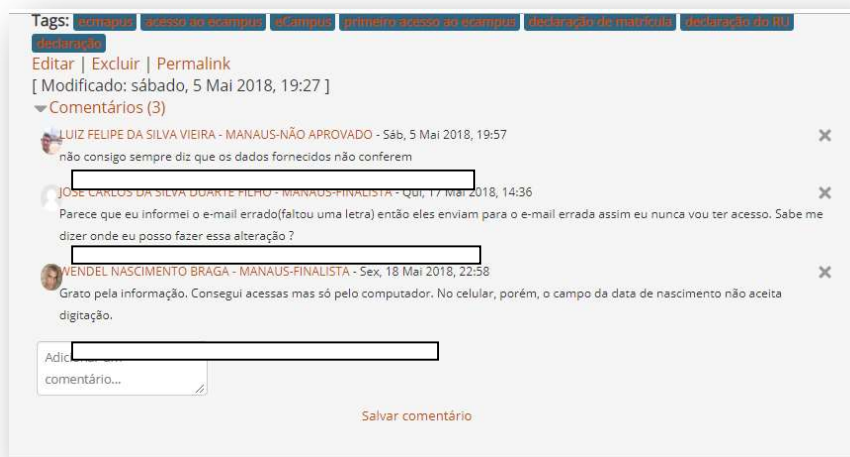 Tags: ecmapus acesso ao ecampus eCampus primeiro acesso ao ecampus declaração de matrícula declaração do RU
declaração
Editar | Excluir | Permalink
[ Modificado: sábado, 5 Mai 2018, 19:27 ]
Comentários (3)
LUIZ FELIPE DA SILVA VIEIRA - MANAUS-NÃO APROVADO - Sáb, 5 Mai 2018, 19:57
não consigo sempre diz que os dados fornecidos não conferem
JOSE CARLOS DA SILVA DUARTE FILHO - MANAUS-FINALISTA - Qui, 17 Mai 2018, 14:36
Parece que eu informei o e-mail errado(faltou uma letra) então eles enviam para o e-mail errada assim eu nunca vou ter acesso. Sabe me
dizer onde eu posso fazer essa alteração ?
WENDEL NASCIMENTO BRAGA - MANAUS-FINALISTA - Sex, 18 Mai 2018, 22:58
Grato pela informação. Consegui acessas mas só pelo computador. No celular, porém, o campo da data de nascimento não aceita
digitação.
comentário...
Salvar comentário